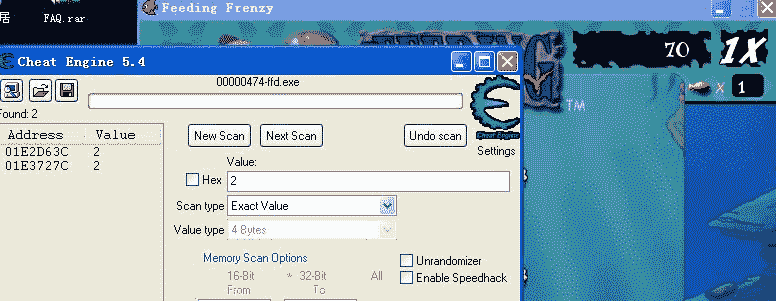 居
FAQ.rar
Feeding Frenzy
70 1X
X 1
TM
Cheat Engine 5.4
00000474-ffd.exe
Found: 2
Address Value
01E2D63C 2
01E3727C 2
New Scan Next Scan Undo scan
Cheat Engine
Settings
Value:
Hex 2
Scan type Exact Value
Value type 4 Bytes
Memory Scan Options
16-Bit * 32-Bit All
From To
Unrandomizer
Enable Speedhack